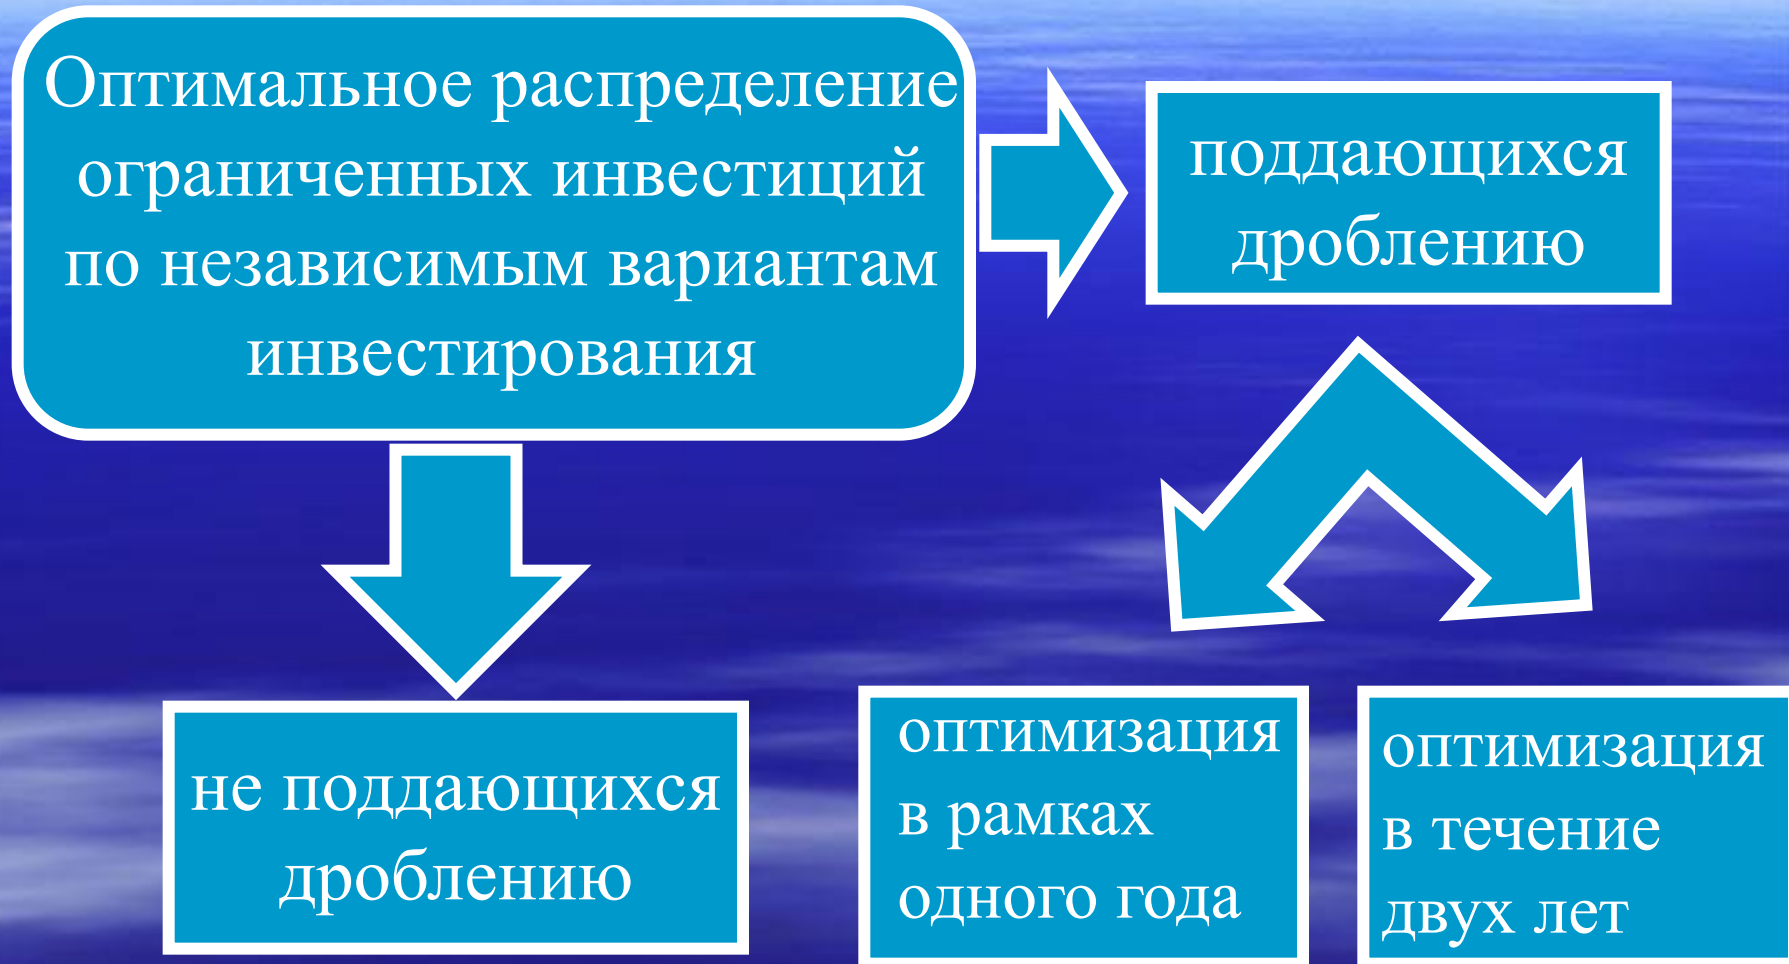 Оптимальное распределение
ограниченных инвестиций
по независимым вариантам
инвестирования
поддающихся
дроблению
не поддающихся
дроблению
оптимизация
в рамках
одного года
оптимизация
в течение
двух лет